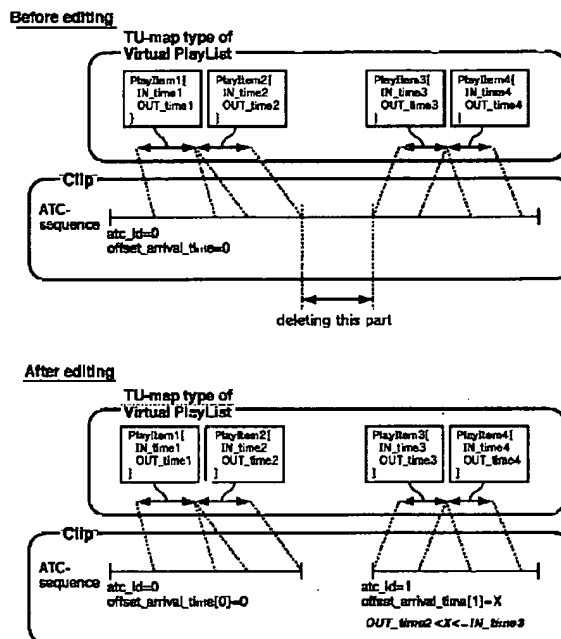 Before editing
TU-map type of
Virtual PlayList
PlayItem1{
IN_time1
OUT_time1
}
PlayItem2{
IN_time2
OUT_time2
}
PlayItem3{
IN_time3
OUT_time3
}
PlayItem4{
IN_time4
OUT_time4
}
Clip
ATC-
sequence
atc_id=0
offset_arrival_time=0
deleting this part
After editing
TU-map type of
Virtual PlayList
PlayItem1{
IN_time1
OUT_time1
}
PlayItem2{
IN_time2
OUT_time2
}
PlayItem3{
IN_time3
OUT_time3
}
PlayItem4{
IN_time4
OUT_time4
}
Clip
ATC-
sequence
atc_id=0
offset_arrival_time[0]=0
atc_id=1
offset_arrival_time[1]=X
OUT_time2<X<=IN_time3